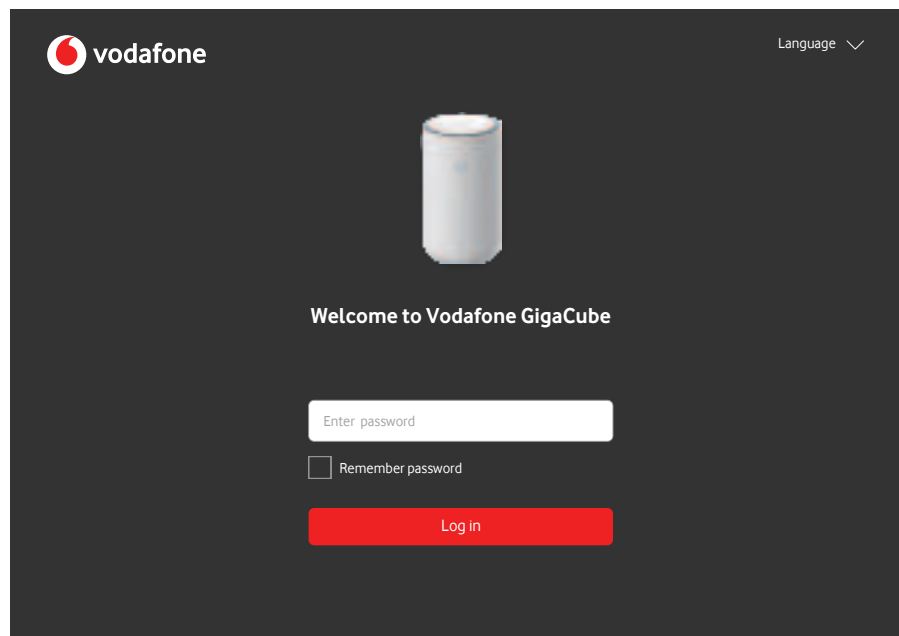 vodafone
Language
Welcome to Vodafone GigaCube
Enter password
Remember password
Log in